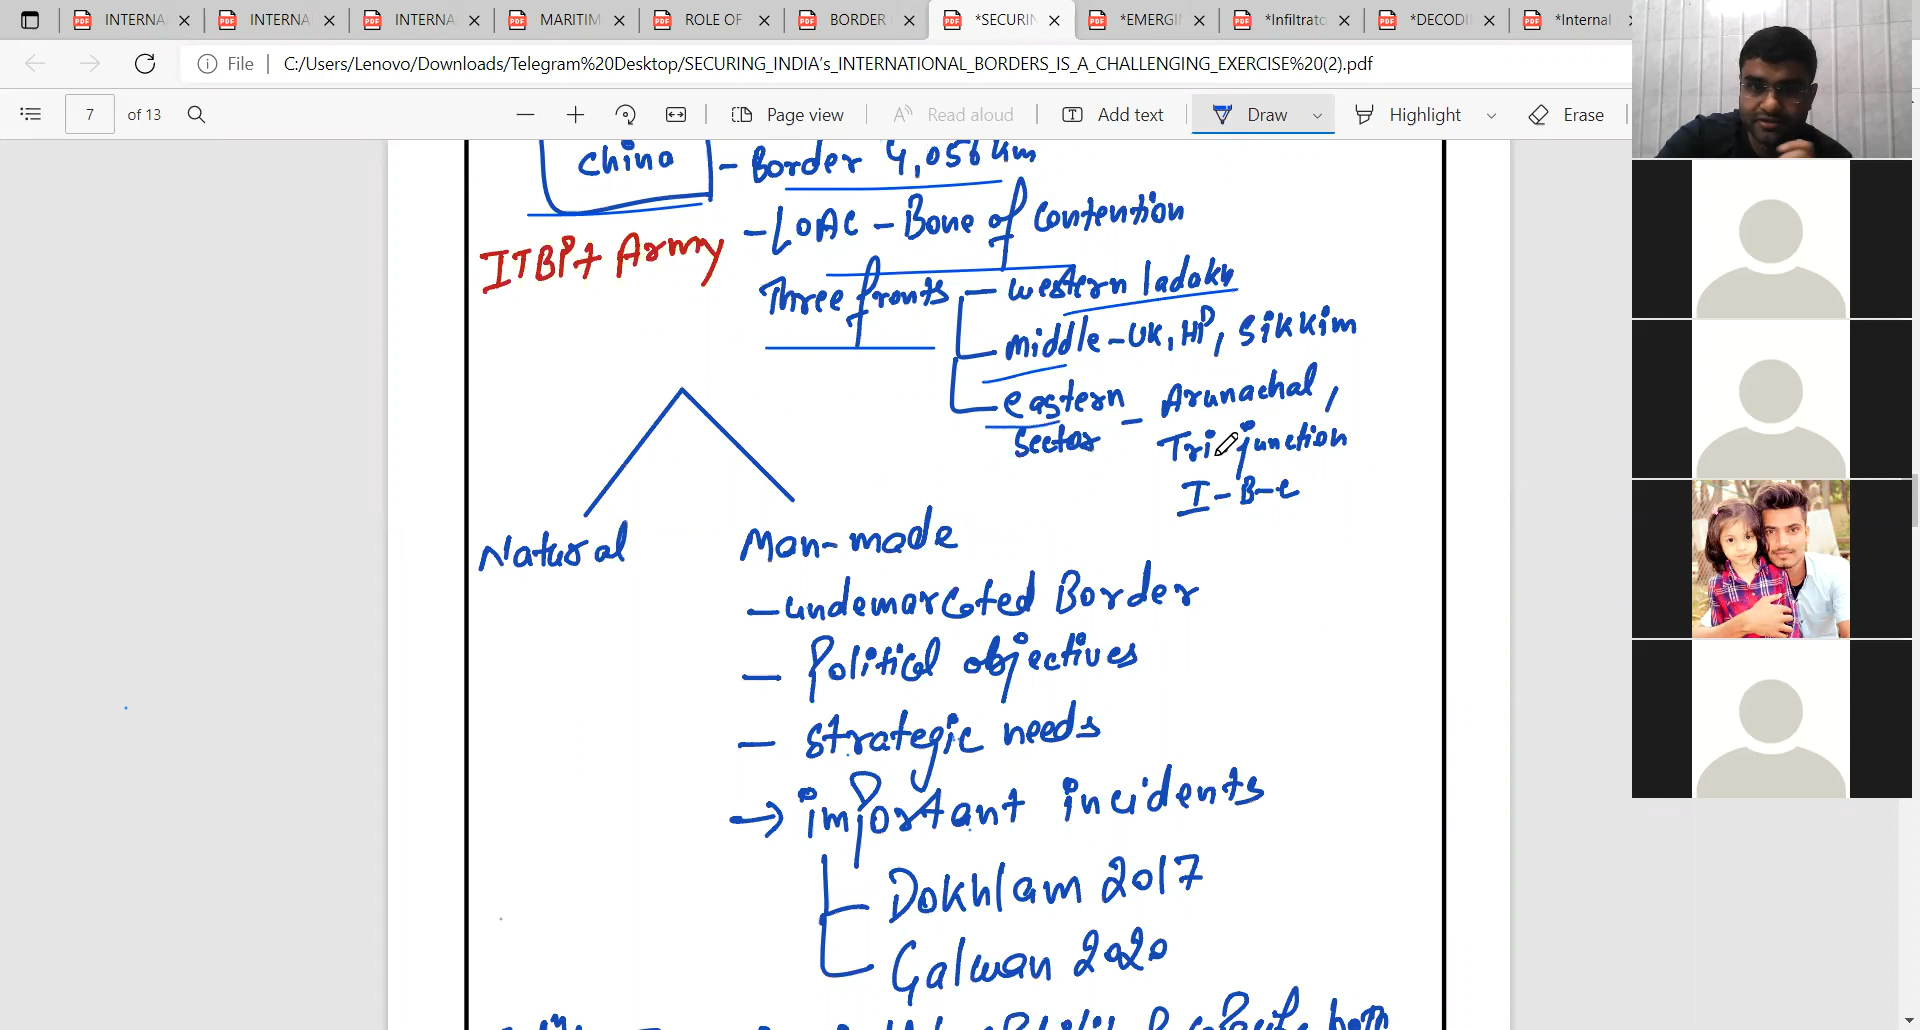 INTERNA
INTERNA
INTERNA
MARITIM
ROLE OF
BORDER
*SECURIN
*EMERGIN
*Infiltrato
*DECODI
*Internal
File
C:/Users/Lenovo/Downloads/Telegram%20Desktop/SECURING_INDIA's_INTERNATIONAL_BORDERS_IS_A_CHALLENGING_EXERCISE%20(2).pdf
7 of 13
Page view
Read aloud
Add text
Draw
Highlight
Erase
China - Border 4,056 km
- LOAC - Bone of Contention
ITBP + Army
Three fronts - western ladakh
middle - UK, HP, Sikkim
eastern Sector - Arunachal,
Tri junction
I - B - C
Natural
Man-made
- undemarcated Border
- Political objectives
- strategic needs
→ important incidents
Dokhlam 2017
Galwan 2020
both